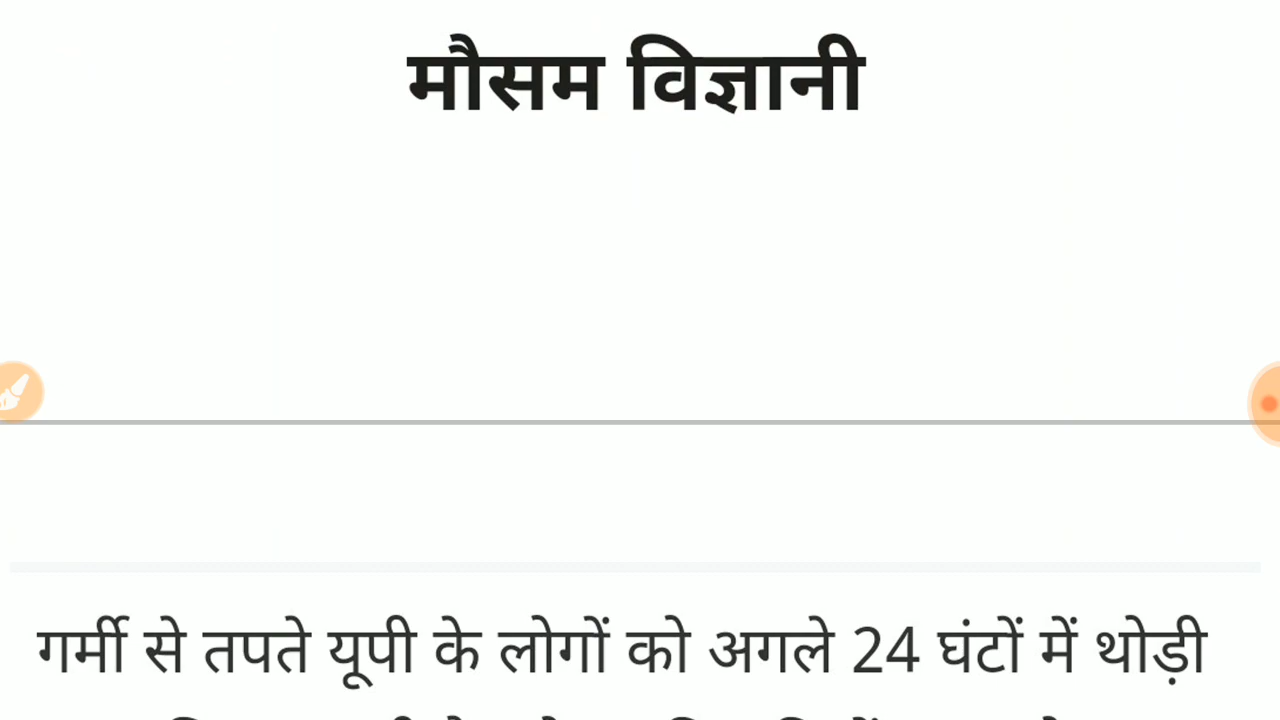 मौसम विज्ञानी
गर्मी से तपते यूपी के लोगों को अगले 24 घंटों में थोड़ी